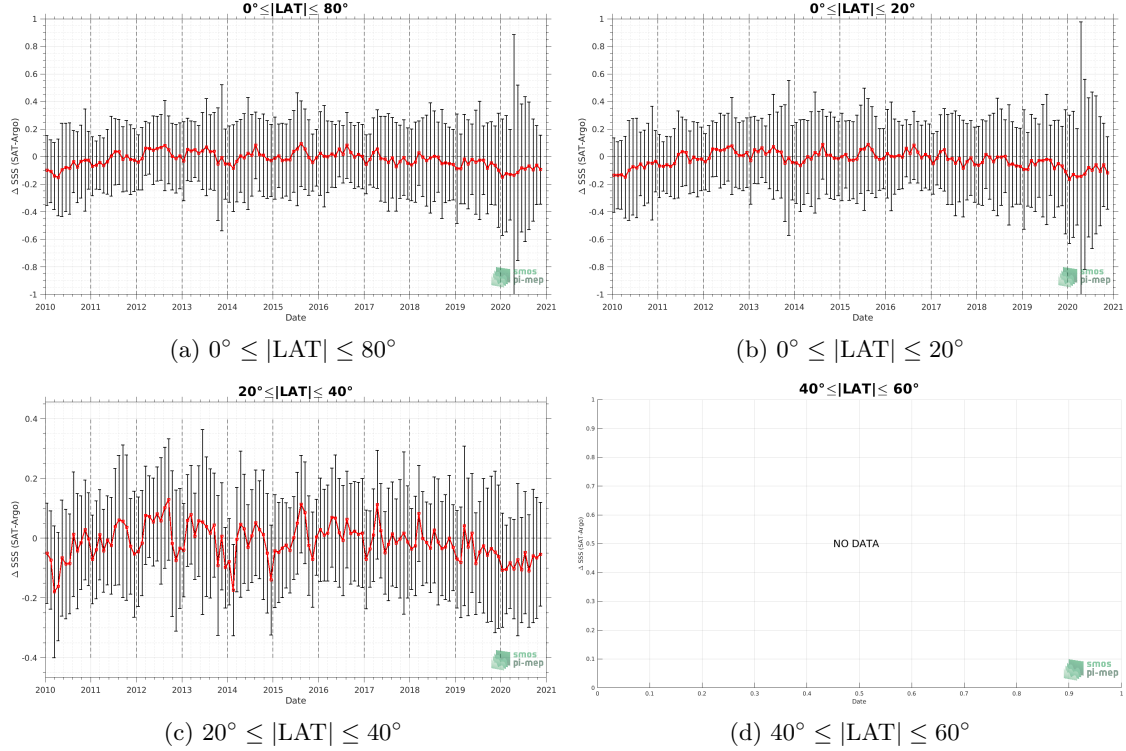 0°≤|LAT|≤ 80°
1
0.8
0.6
0.4
0.2
0
-0.2
-0.4
-0.6
-0.8
-1
Δ SSS (SAT-Argo)
2010 2011 2012 2013 2014 2015 2016 2017 2018 2019 2020 2021
Date
smos
pi-mep
(a) 0° ≤ |LAT| ≤ 80°
0°≤|LAT|≤ 20°
1
0.8
0.6
0.4
0.2
0
-0.2
-0.4
-0.6
-0.8
-1
Δ SSS (SAT-Argo)
2010 2011 2012 2013 2014 2015 2016 2017 2018 2019 2020 2021
Date
smos
pi-mep
(b) 0° ≤ |LAT| ≤ 20°
20°≤|LAT|≤ 40°
0.4
0.2
0
-0.2
-0.4
Δ SSS (SAT-Argo)
2010 2011 2012 2013 2014 2015 2016 2017 2018 2019 2020 2021
Date
smos
pi-mep
(c) 20° ≤ |LAT| ≤ 40°
40°≤|LAT|≤ 60°
1
0.9
0.8
0.7
0.6
0.5
0.4
0.3
0.2
0.1
0
Δ SSS (SAT-Argo)
NO DATA
0 0.1 0.2 0.3 0.4 0.5 0.6 0.7 0.8 0.9 1
Date
smos
pi-mep
(d) 40° ≤ |LAT| ≤ 60°